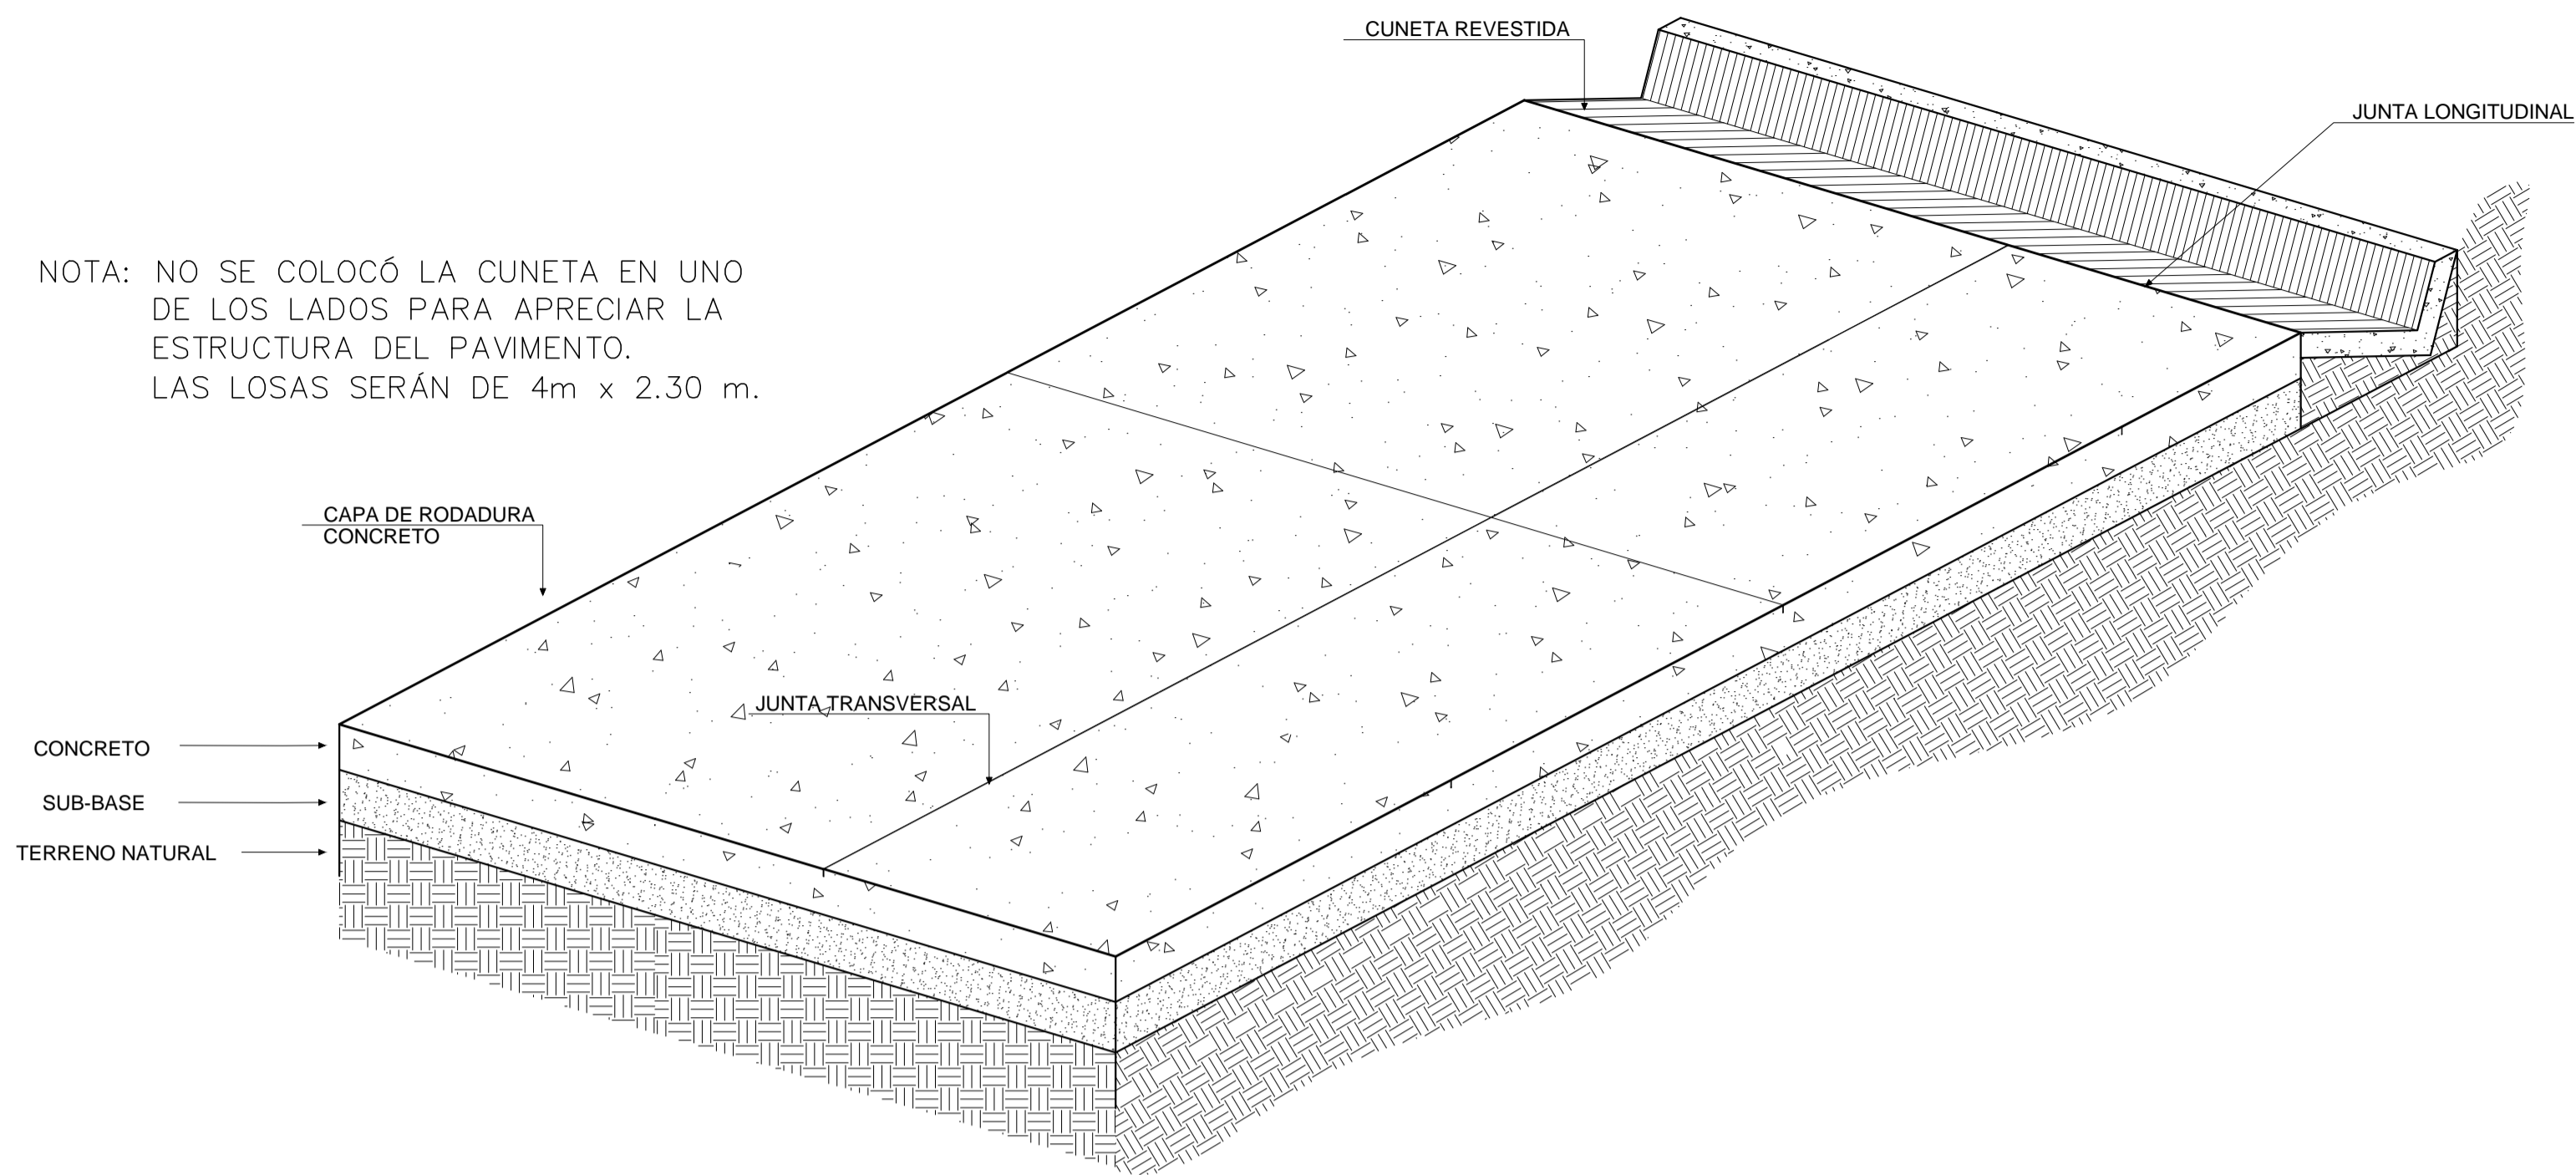 CUNETA REVESTIDA
JUNTA LONGITUDINAL
NOTA: NO SE COLOCÓ LA CUNETA EN UNO
DE LOS LADOS PARA APRECIAR LA
ESTRUCTURA DEL PAVIMENTO.
LAS LOSAS SERÁN DE 4m x 2.30 m.
CAPA DE RODADURA
CONCRETO
JUNTA TRANSVERSAL
CONCRETO
SUB-BASE
TERRENO NATURAL